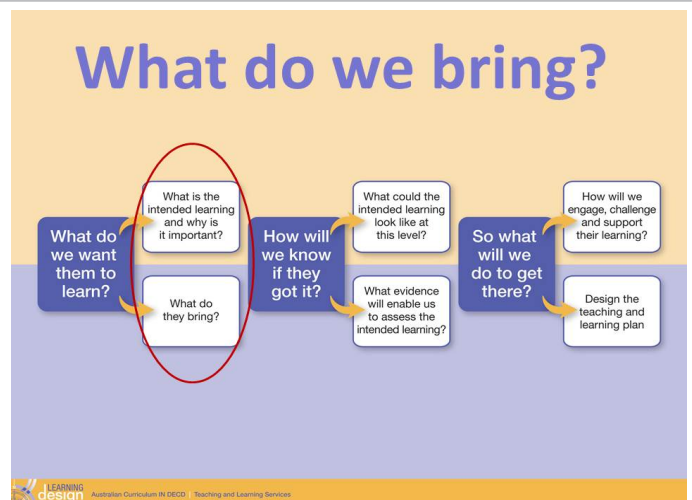 What do we bring?
What do
we want
them to
learn?
What is the
intended learning
and why is
it important?
What do
they bring?
How will
we know
if they
got it?
What could the
intended learning
look like at
this level?
What evidence
will enable us
to assess the
intended learning?
So what
will we
do to get
there?
How will we
engage, challenge
and support
their learning?
Design the
teaching and
learning plan
LEARNING
design
Australian Curriculum IN DECD | Teaching and Learning Services